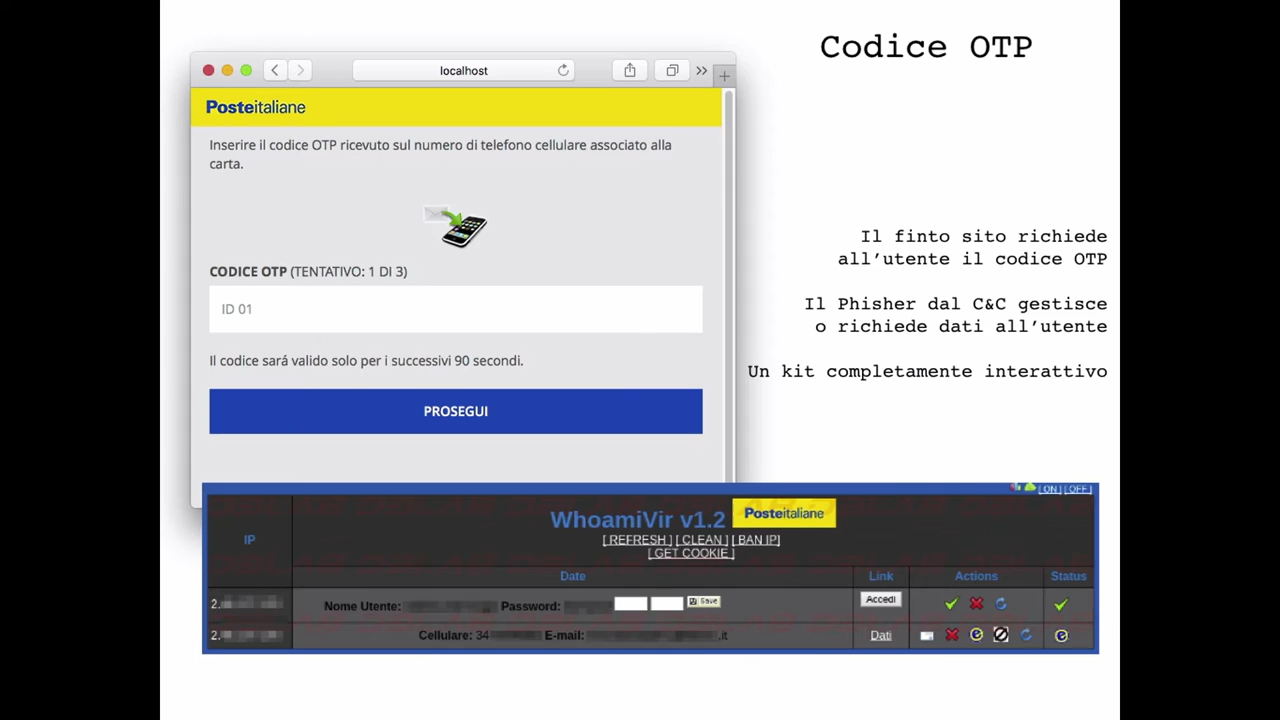 Codice OTP
localhost
Posteitaliane
Inserire il codice OTP ricevuto sul numero di telefono cellulare associato alla
carta.
CODICE OTP (TENTATIVO: 1 DI 3)
ID 01
Il codice sará valido solo per i successivi 90 secondi.
PROSEGUI
Il finto sito richiede
all’utente il codice OTP
Il Phisher dal C&C gestisce
o richiede dati all’utente
Un kit completamente interattivo
[ ON ] [ OFF ]
WhoamiVir v1.2 Posteitaliane
IP
[ REFRESH ] [ CLEAN ] [ BAN IP]
[ GET COOKIE ]
Date Link Actions Status
2. Nome Utente: Password: Save Accedi
2. Cellulare: 34 E-mail: .it Dati